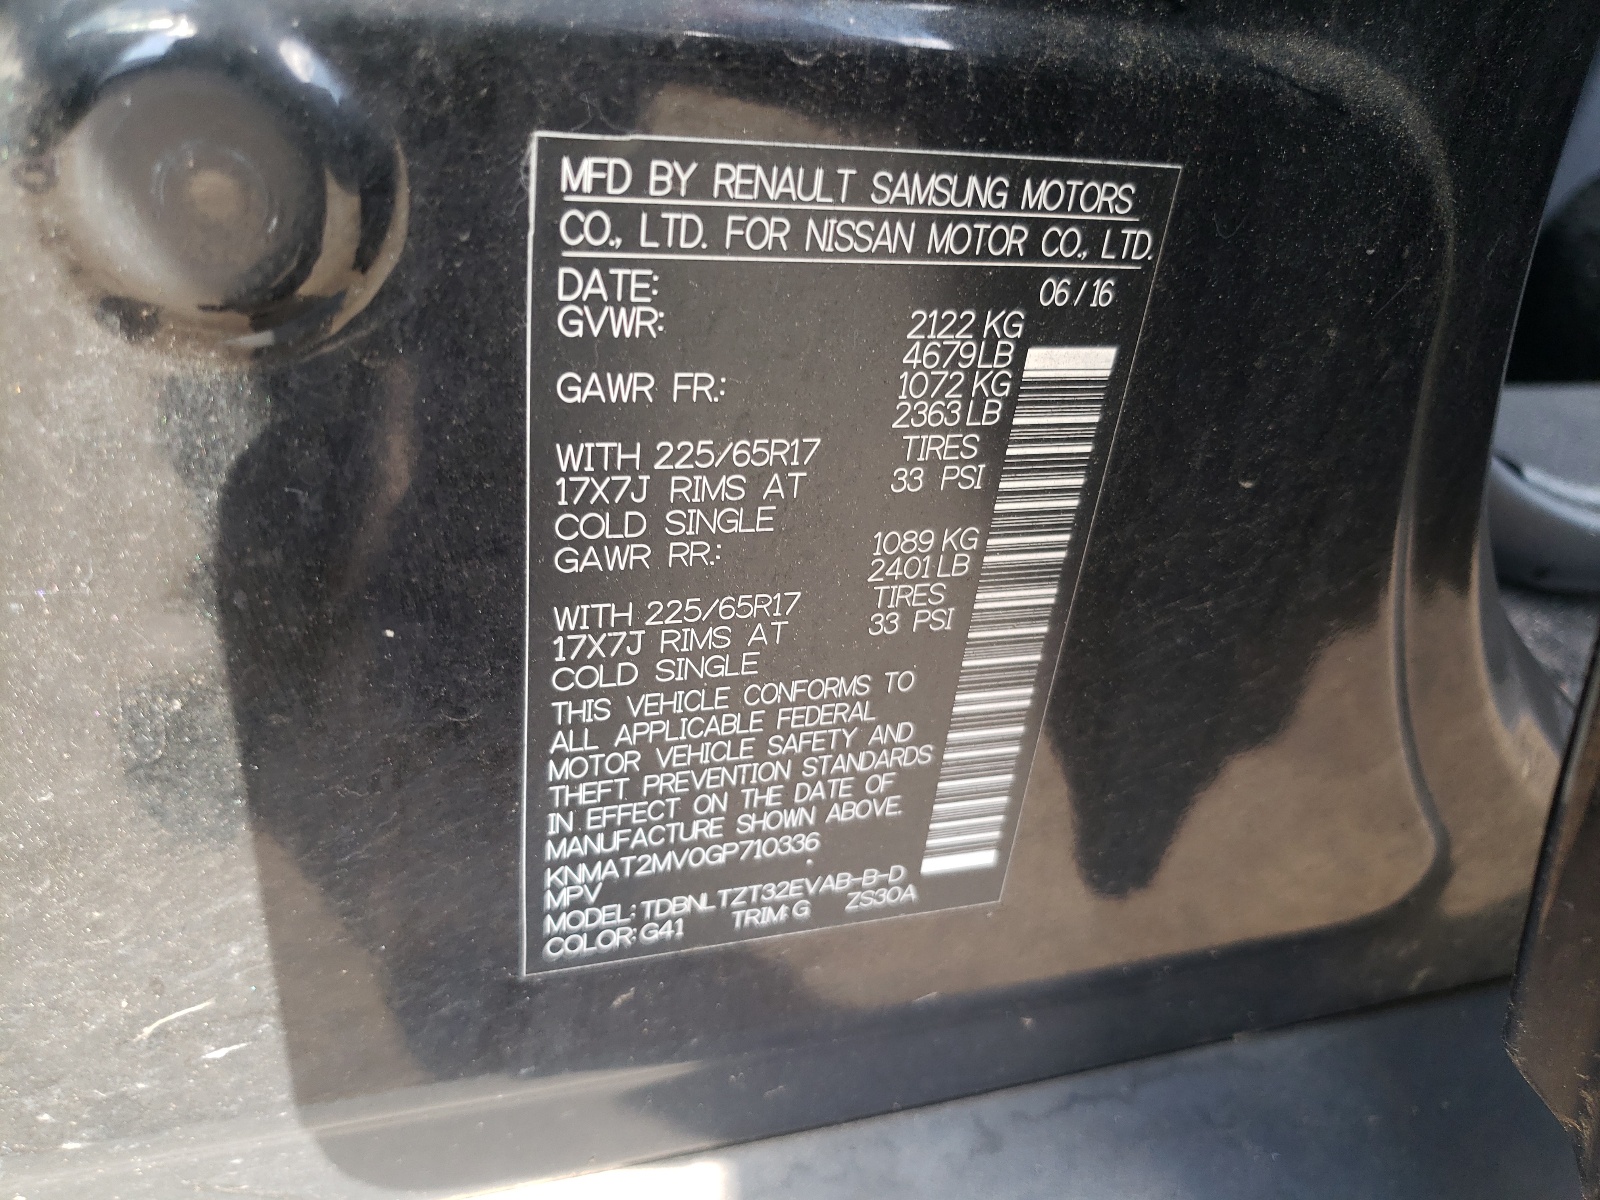 MFD BY RENAULT SAMSUNG MOTORS
CO., LTD. FOR NISSAN MOTOR CO., LTD.
DATE: 06 / 16
GVWR: 2122 KG
4679 LB
GAWR FR.: 1072 KG
2363 LB
WITH 225/65R17 TIRES
17X7J RIMS AT 33 PSI
COLD SINGLE
GAWR RR.: 1089 KG
2401 LB
WITH 225/65R17 TIRES
17X7J RIMS AT 33 PSI
COLD SINGLE
THIS VEHICLE CONFORMS TO
ALL APPLICABLE FEDERAL
MOTOR VEHICLE SAFETY AND
THEFT PREVENTION STANDARDS
IN EFFECT ON THE DATE OF
MANUFACTURE SHOWN ABOVE.
KNMAT2MV0GP710336
MPV
MODEL: TDBNLTZT32EVAB-B-D
COLOR: G41 TRIM: G ZS30A